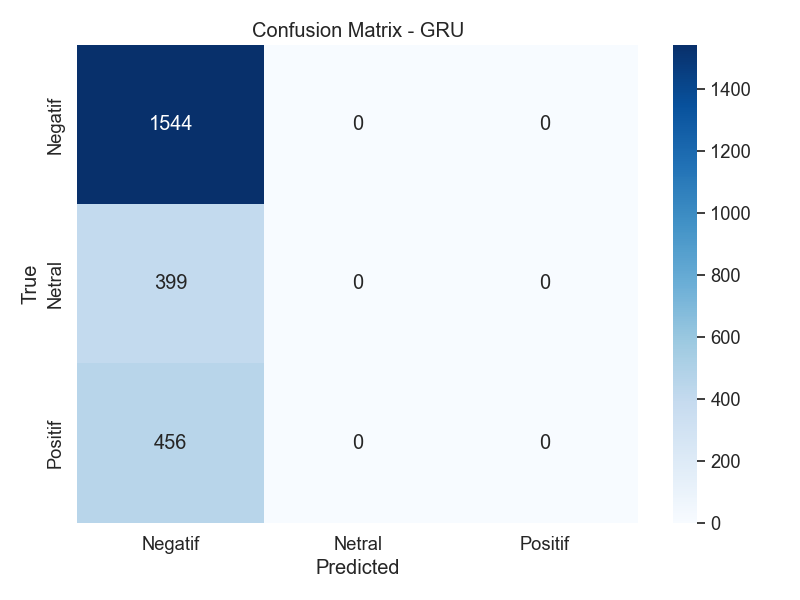 Confusion Matrix - GRU
True
Negatif
1544 0 0
Netral
399 0 0
Positif
456 0 0
Negatif Netral Positif
Predicted
1400
1200
1000
800
600
400
200
0